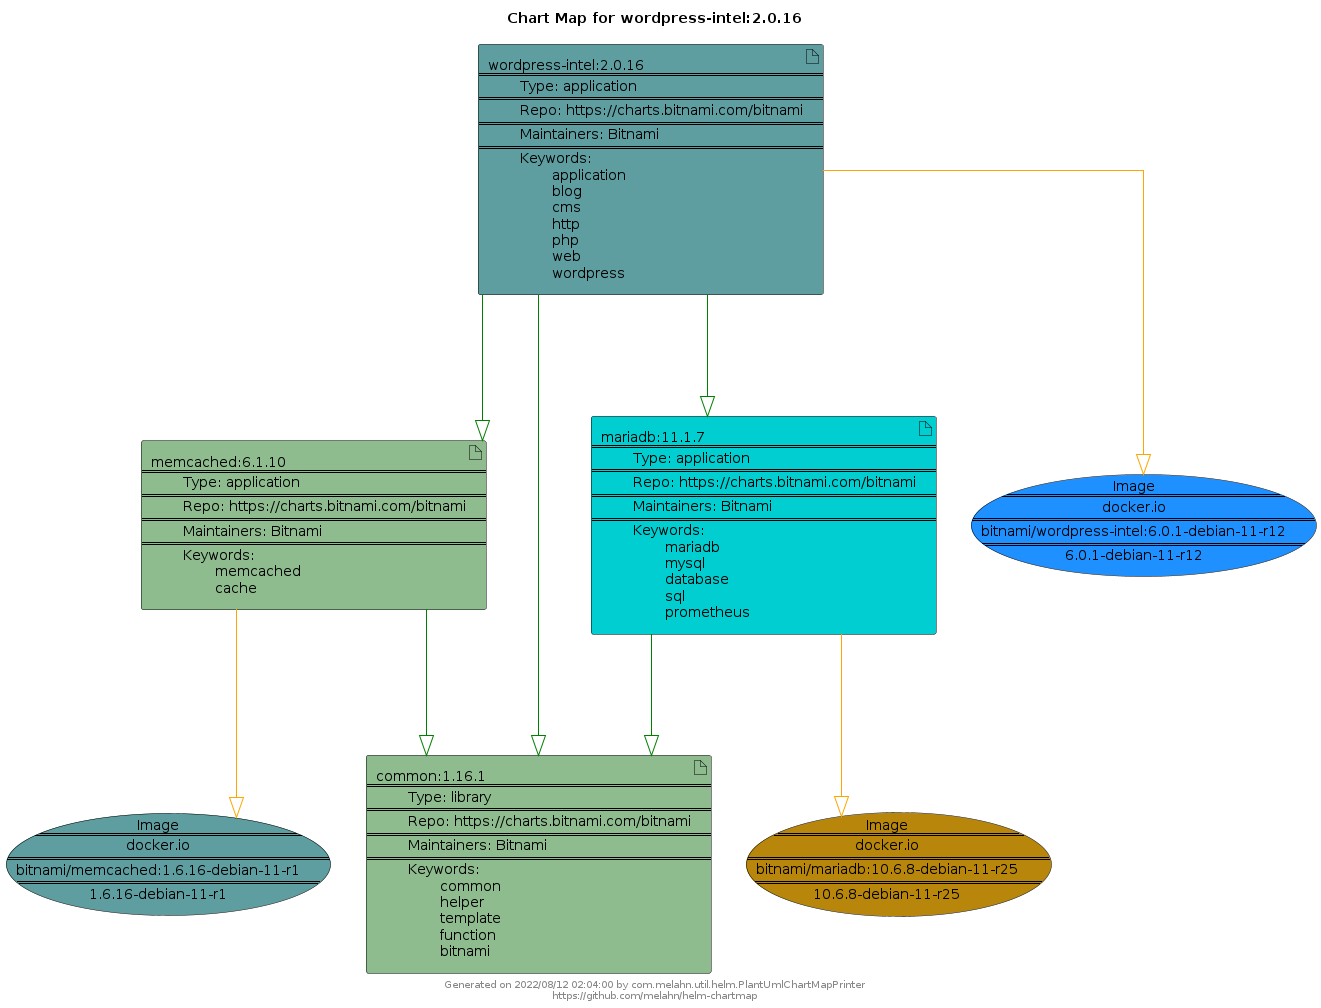 Chart Map for wordpress-intel:2.0.16
wordpress-intel:2.0.16
Type: application
Repo: https://charts.bitnami.com/bitnami
Maintainers: Bitnami
Keywords:
application
blog
cms
http
php
web
wordpress
memcached:6.1.10
Type: application
Repo: https://charts.bitnami.com/bitnami
Maintainers: Bitnami
Keywords:
memcached
cache
mariadb:11.1.7
Type: application
Repo: https://charts.bitnami.com/bitnami
Maintainers: Bitnami
Keywords:
mariadb
mysql
database
sql
prometheus
Image
docker.io
bitnami/wordpress-intel:6.0.1-debian-11-r12
6.0.1-debian-11-r12
Image
docker.io
bitnami/memcached:1.6.16-debian-11-r1
1.6.16-debian-11-r1
common:1.16.1
Type: library
Repo: https://charts.bitnami.com/bitnami
Maintainers: Bitnami
Keywords:
common
helper
template
function
bitnami
Image
docker.io
bitnami/mariadb:10.6.8-debian-11-r25
10.6.8-debian-11-r25
Generated on 2022/08/12 02:04:00 by com.melahn.util.helm.PlantUmlChartMapPrinter
https://github.com/melahn/helm-chartmap